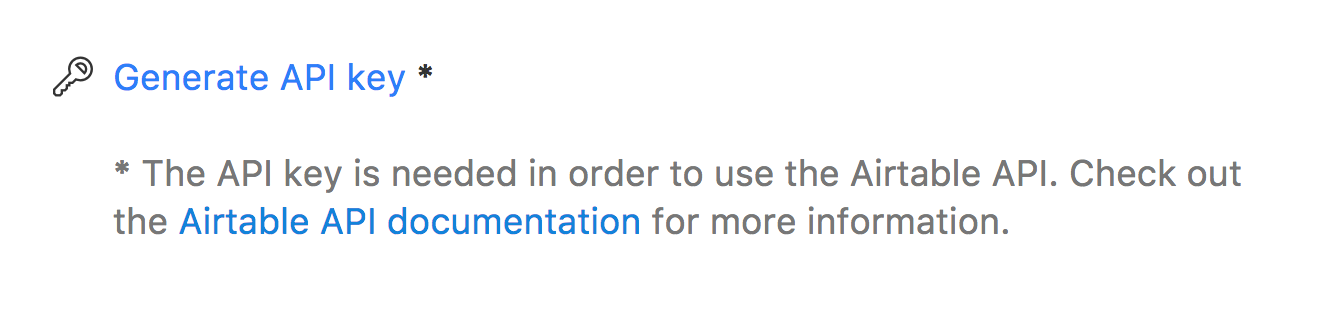 Generate API key *
* The API key is needed in order to use the Airtable API. Check out
the Airtable API documentation for more information.